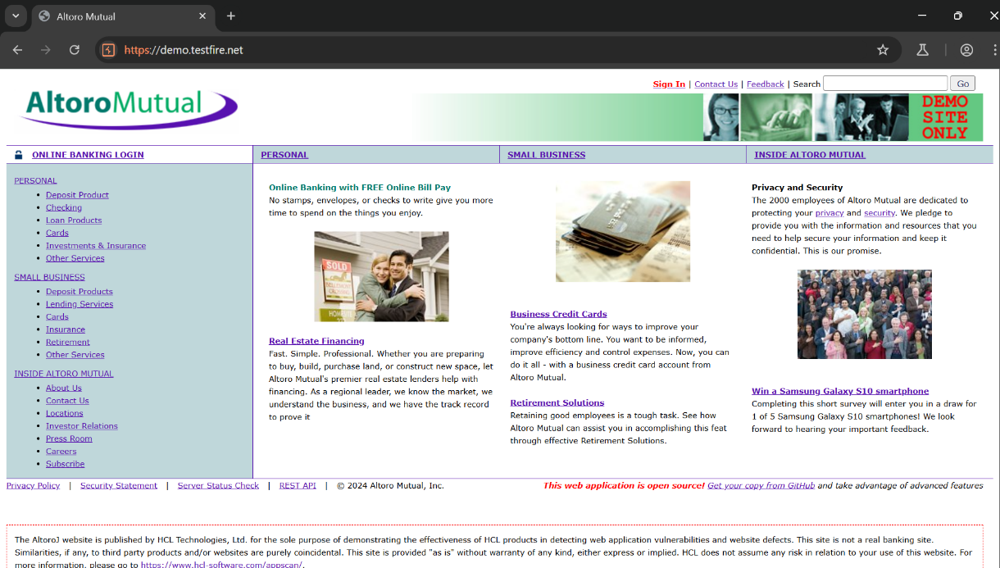 Altoro Mutual
https://demo.testfire.net
Sign In | Contact Us | Feedback | Search Go
AltoroMutual
DEMO
SITE
ONLY
ONLINE BANKING LOGIN
PERSONAL
SMALL BUSINESS
INSIDE ALTORO MUTUAL
PERSONAL
Deposit Product
Checking
Loan Products
Cards
Investments & Insurance
Other Services
SMALL BUSINESS
Deposit Products
Lending Services
Cards
Insurance
Retirement
Other Services
INSIDE ALTORO MUTUAL
About Us
Contact Us
Locations
Investor Relations
Press Room
Careers
Subscribe
Online Banking with FREE Online Bill Pay
No stamps, envelopes, or checks to write give you more
time to spend on the things you enjoy.
SOLD
Real Estate Financing
Fast. Simple. Professional. Whether you are preparing
to buy, build, purchase land, or construct new space, let
Altoro Mutual's premier real estate lenders help with
financing. As a regional leader, we know the market, we
understand the business, and we have the track record
to prove it
Business Credit Cards
You're always looking for ways to improve your
company's bottom line. You want to be informed,
improve efficiency and control expenses. Now, you can
do it all - with a business credit card account from
Altoro Mutual.
Retirement Solutions
Retaining good employees is a tough task. See how
Altoro Mutual can assist you in accomplishing this feat
through effective Retirement Solutions.
Privacy and Security
The 2000 employees of Altoro Mutual are dedicated to
protecting your privacy and security. We pledge to
provide you with the information and resources that you
need to help secure your information and keep it
confidential. This is our promise.
Win a Samsung Galaxy S10 smartphone
Completing this short survey will enter you in a draw for
1 of 5 Samsung Galaxy S10 smartphones! We look
forward to hearing your important feedback.
Privacy Policy | Security Statement | Server Status Check | REST API | © 2024 Altoro Mutual, Inc.
This web application is open source! Get your copy from GitHub and take advantage of advanced features
The AltoroJ website is published by HCL Technologies, Ltd. for the sole purpose of demonstrating the effectiveness of HCL products in detecting web application vulnerabilities and website defects. This site is not a real banking site.
Similarities, if any, to third party products and/or websites are purely coincidental. This site is provided "as is" without warranty of any kind, either express or implied. HCL does not assume any risk in relation to your use of this website. For
more information, please go to https://www.hcl-software.com/appscan/.